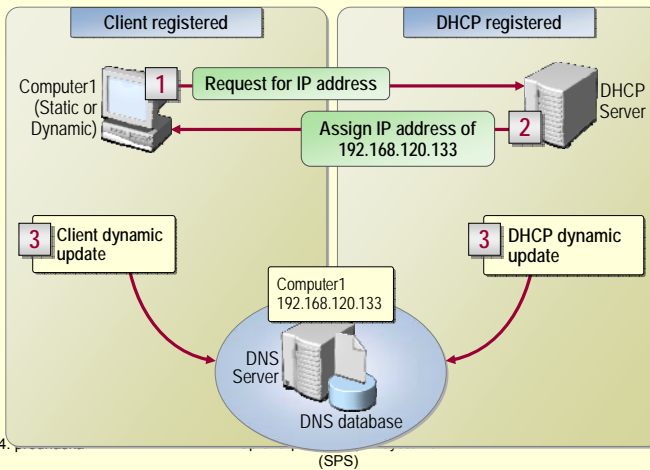 Client registered
DHCP registered
Computer1
(Static or
Dynamic)
1
Request for IP address
DHCP
Server
Assign IP address of
192.168.120.133
2
3
Client dynamic
update
3
DHCP dynamic
update
Computer1
192.168.120.133
DNS
Server
DNS database
4.
(SPS)